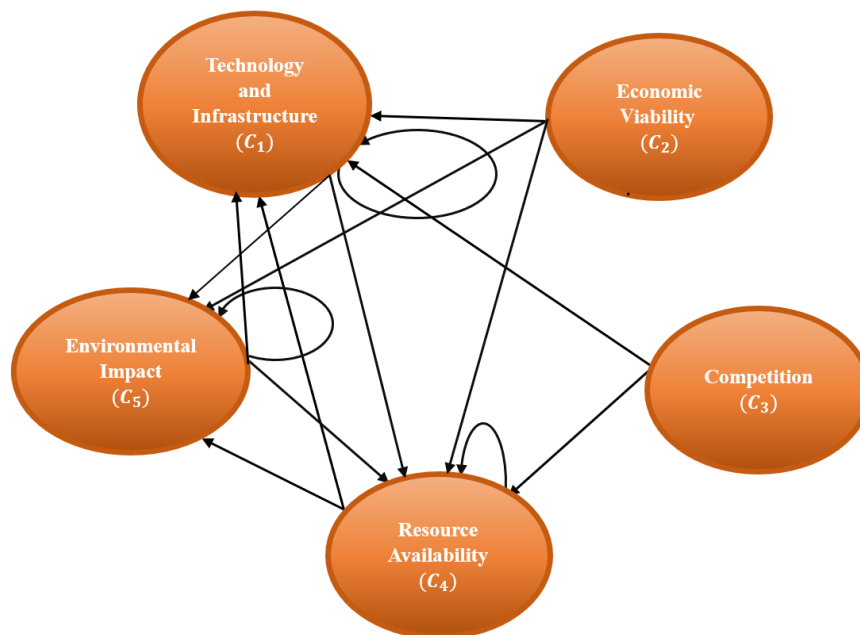 Technology
and
Infrastructure
(C₁)
Economic
Viability
(C₂)
Environmental
Impact
(C₅)
Competition
(C₃)
Resource
Availability
(C₄)